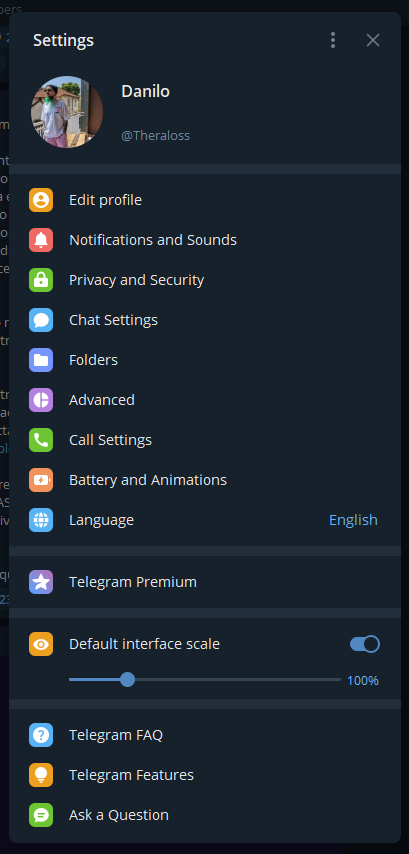 Settings
Danilo
@Theraloss
Edit profile
Notifications and Sounds
Privacy and Security
Chat Settings
Folders
Advanced
Call Settings
Battery and Animations
Language English
Telegram Premium
Default interface scale
100%
Telegram FAQ
Telegram Features
Ask a Question